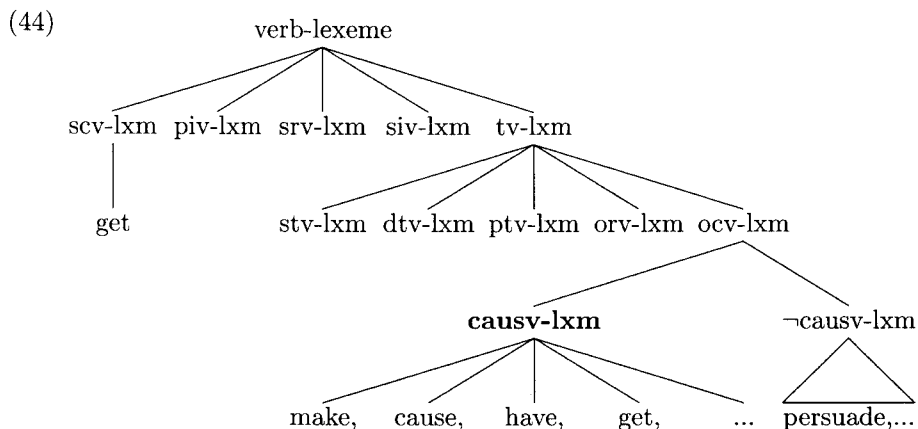 (44)
verb-lexeme
scv-lxm piv-lxm srv-lxm siv-lxm tv-lxm
get stv-lxm dtv-lxm ptv-lxm orv-lxm ocv-lxm
causv-lxm ¬causv-lxm
make, cause, have, get, ... persuade,...